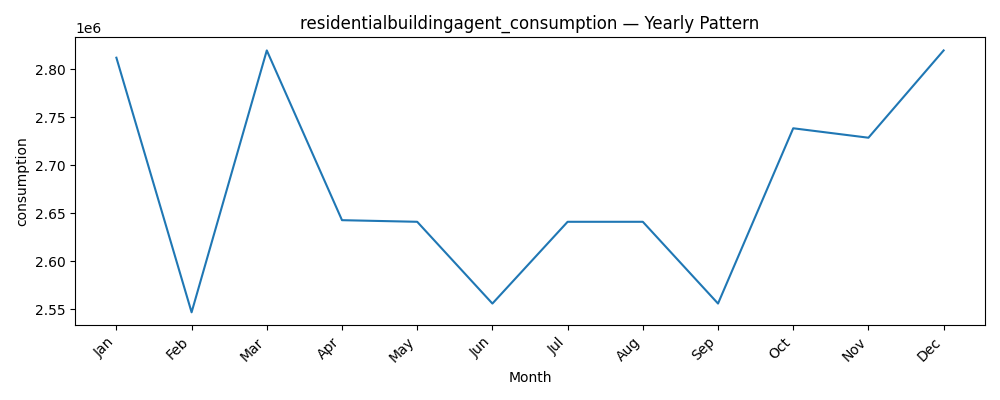 residentialbuildingagent_consumption — Yearly Pattern
1e6
2.80
2.75
2.70
2.65
2.60
2.55
consumption
Jan Feb Mar Apr May Jun Jul Aug Sep Oct Nov Dec
Month